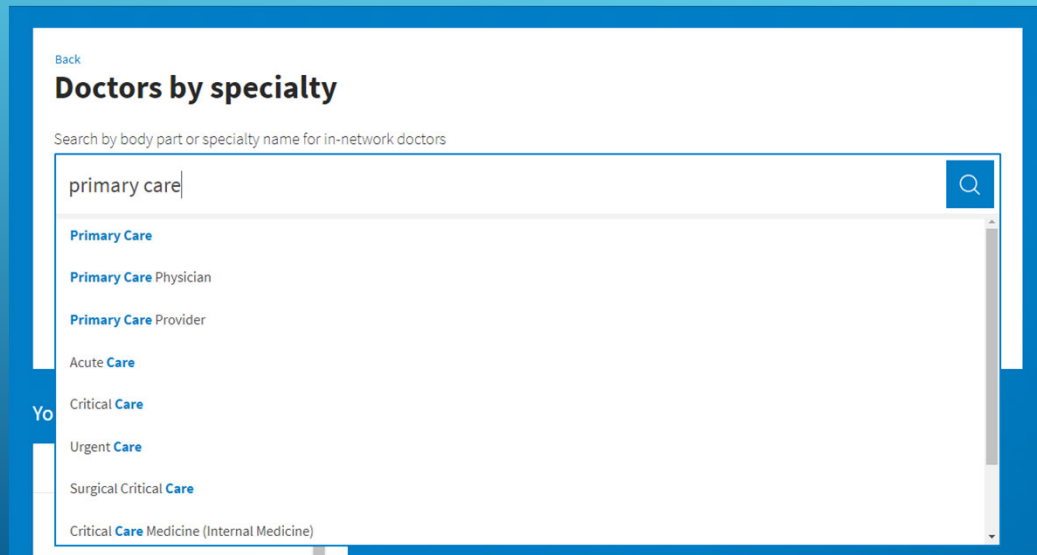 Back
Doctors by specialty
Search by body part or specialty name for in-network doctors
primary care
Primary Care
Primary Care Physician
Primary Care Provider
Acute Care
Critical Care
Yo
Urgent Care
Surgical Critical Care
Critical Care Medicine (Internal Medicine)